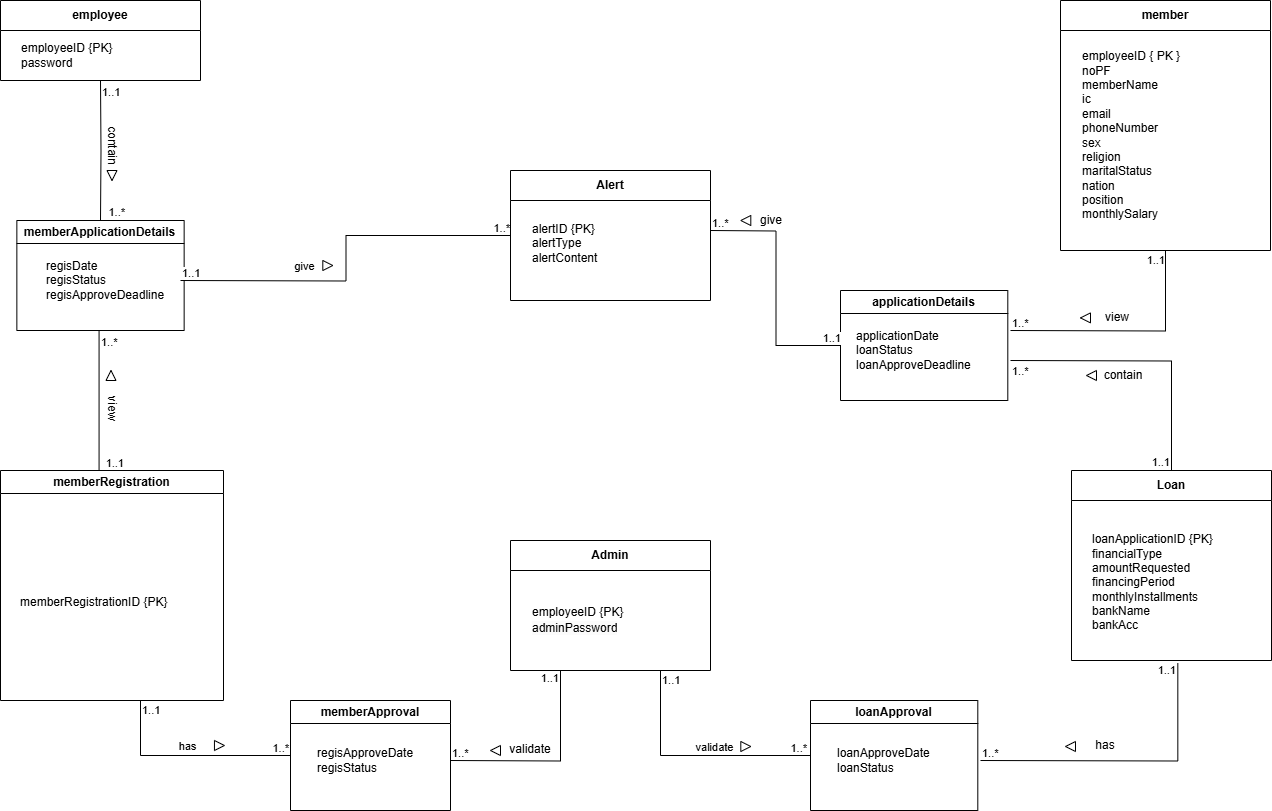 employee
employeeID {PK}
password
1..1
contain
1..*
memberApplicationDetails
regisDate
regisStatus
regisApproveDeadline
1..1
give
1..*
Alert
alertID {PK}
alertType
alertContent
1..*
give
member
employeeID { PK }
noPF
memberName
ic
email
phoneNumber
sex
religion
maritalStatus
nation
position
monthlySalary
1..1
view
1..*
applicationDetails
applicationDate
loanStatus
loanApproveDeadline
1..1
1..*
contain
1..1
1..*
view
1..1
memberRegistration
memberRegistrationID {PK}
1..1
has
1..*
Admin
employeeID {PK}
adminPassword
1..1
1..1
Loan
loanApplicationID {PK}
financialType
amountRequested
financingPeriod
monthlyInstallments
bankName
bankAcc
1..1
memberApproval
regisApproveDate
regisStatus
1..*
validate
validate
1..*
loanApproval
loanApproveDate
loanStatus
1..*
has